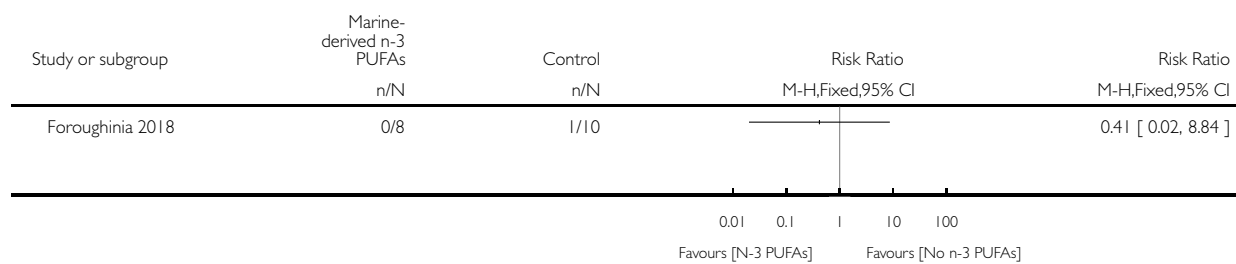 Marine-
derived n-3
Study or subgroup PUFAs Control Risk Ratio Risk Ratio
n/N n/N M-H,Fixed,95% CI M-H,Fixed,95% CI
Foroughinia 2018 0/8 1/10 0.41 [ 0.02, 8.84 ]
0.01 0.1 1 10 100
Favours [N-3 PUFAs] Favours [No n-3 PUFAs]